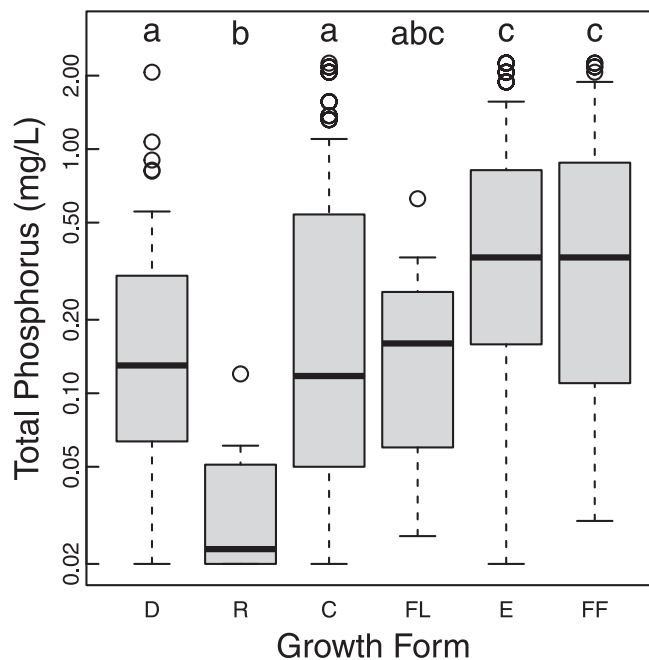 a b a abc c c
Total Phosphorus (mg/L)
2.00
1.00
0.50
0.20
0.10
0.05
0.02
D R C FL E FF
Growth Form